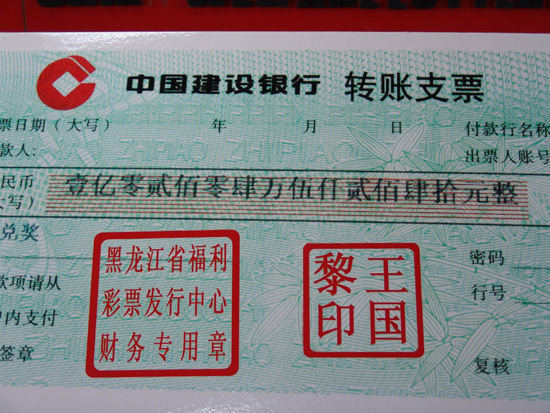 中国建设银行 转账支票
票日期（大写） 年 月 日 付款行名称
款人: 出票人账号
ZHIPIAO ZHIPIAO
民币
大写）
壹亿零贰佰零肆万伍仟贰佰肆拾元整
兑奖
款项请从
户内支付
签章
黑龙江省福利
彩票发行中心
财务专用章
王国
黎印
密码
行号
复核